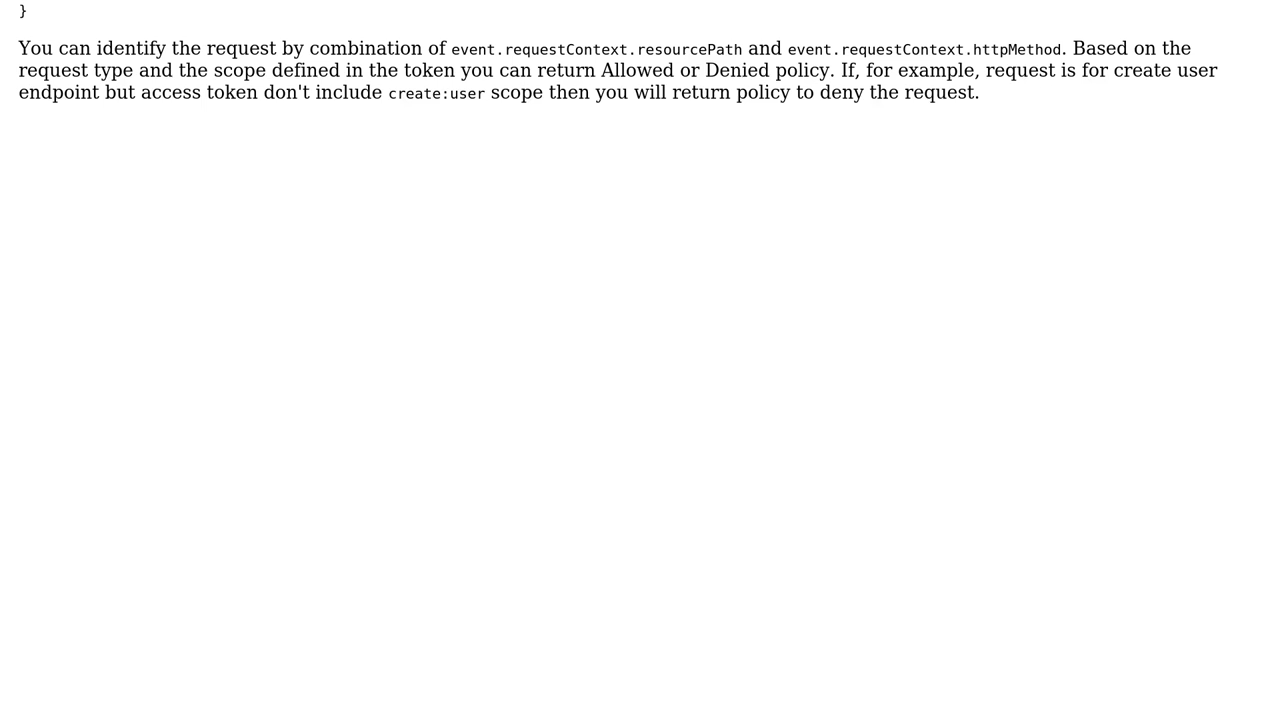 }
You can identify the request by combination of event.requestContext.resourcePath and event.requestContext.httpMethod. Based on the
request type and the scope defined in the token you can return Allowed or Denied policy. If, for example, request is for create user
endpoint but access token don't include create:user scope then you will return policy to deny the request.